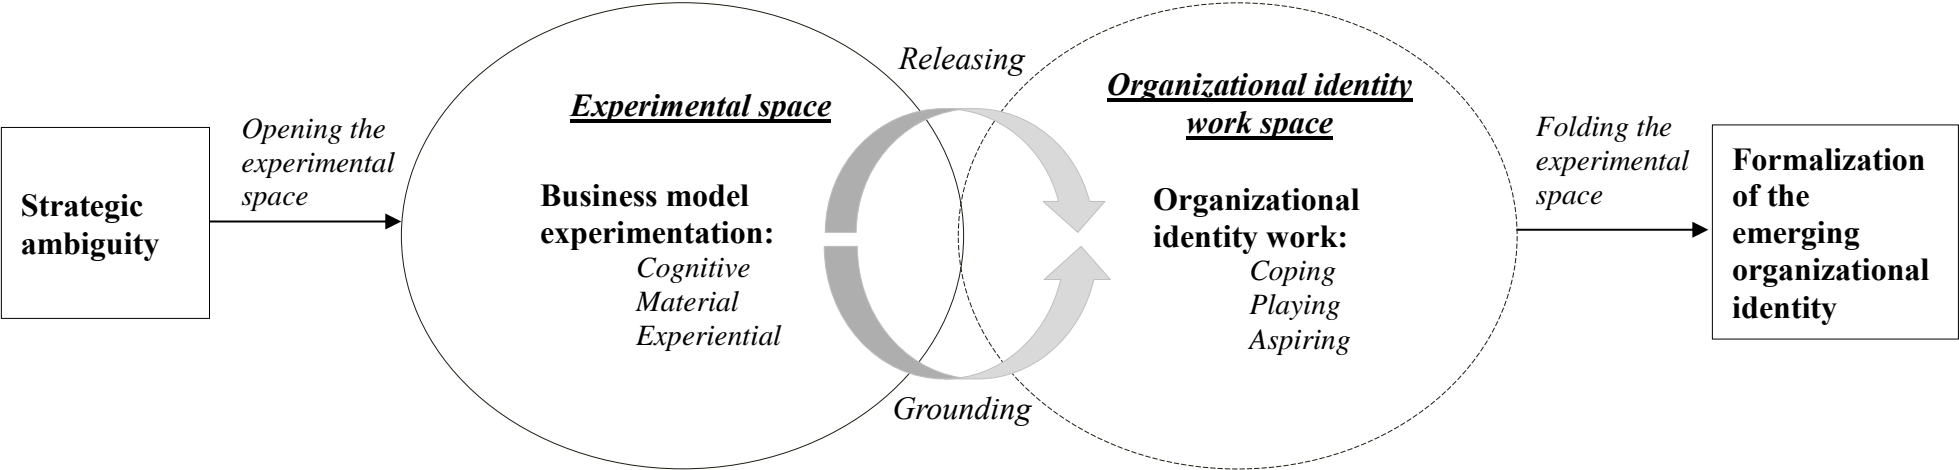 Strategic
ambiguity
Opening the
experimental
space
Experimental space
Business model
experimentation:
Cognitive
Material
Experiential
Releasing
Grounding
Organizational identity
work space
Organizational
identity work:
Coping
Playing
Aspiring
Folding the
experimental
space
Formalization
of the
emerging
organizational
identity